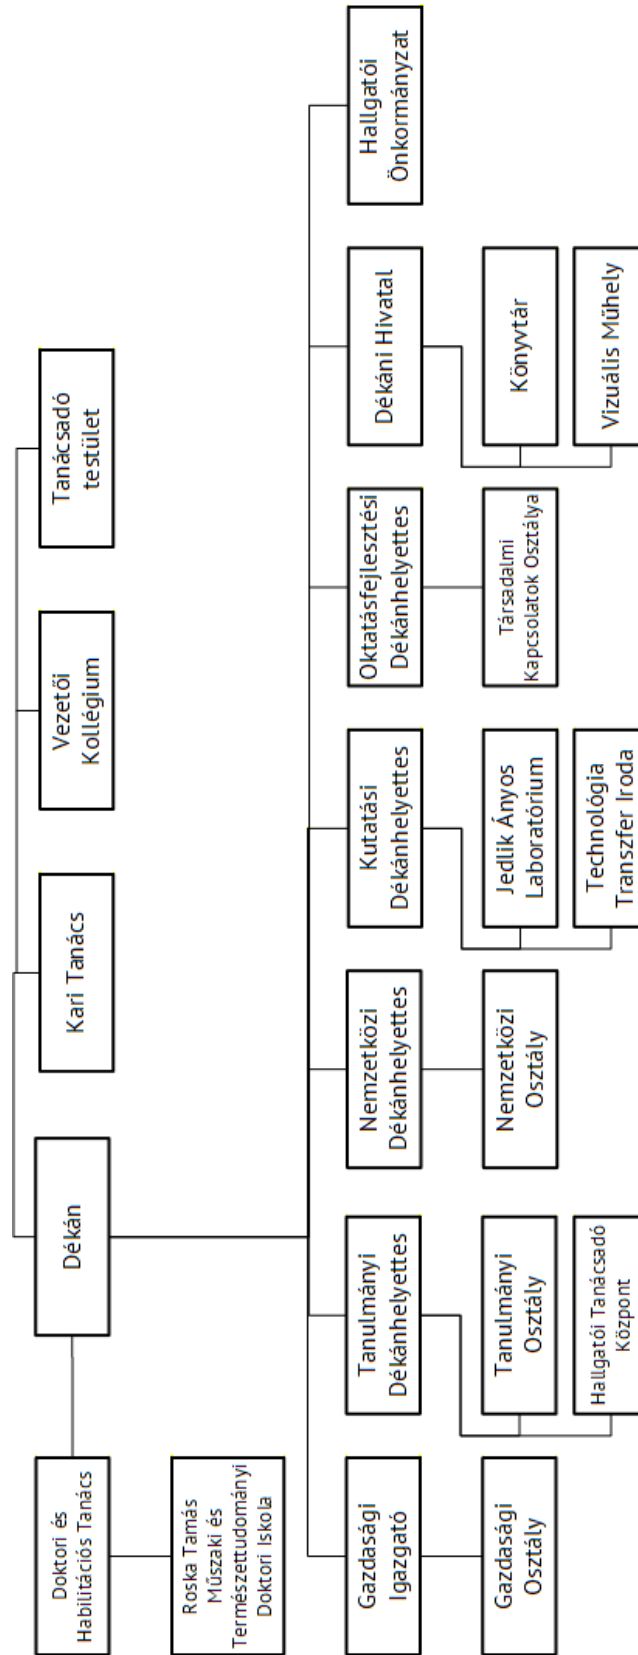 Doktori és
Habilitációs Tanács
Dékán
Kari Tanács
Vezetői
Kollégium
Tanácsadó
testület
Roska Tamás
Műszaki és
Természettudományi
Doktori Iskola
Gazdasági
Igazgató
Tanulmányi
Dékánhelyettes
Nemzetközi
Dékánhelyettes
Kutatási
Dékánhelyettes
Oktatásfejlesztési
Dékánhelyettes
Dékáni Hivatal
Hallgatói
Önkormányzat
Gazdasági
Osztály
Tanulmányi
Osztály
Nemzetközi
Osztály
Jedlik Ányos
Laboratórium
Társadalmi
Kapcsolatok Osztálya
Könyvtár
Hallgatói Tanácsadó
Központ
Technológia
Transzfer Iroda
Vizuális Műhely